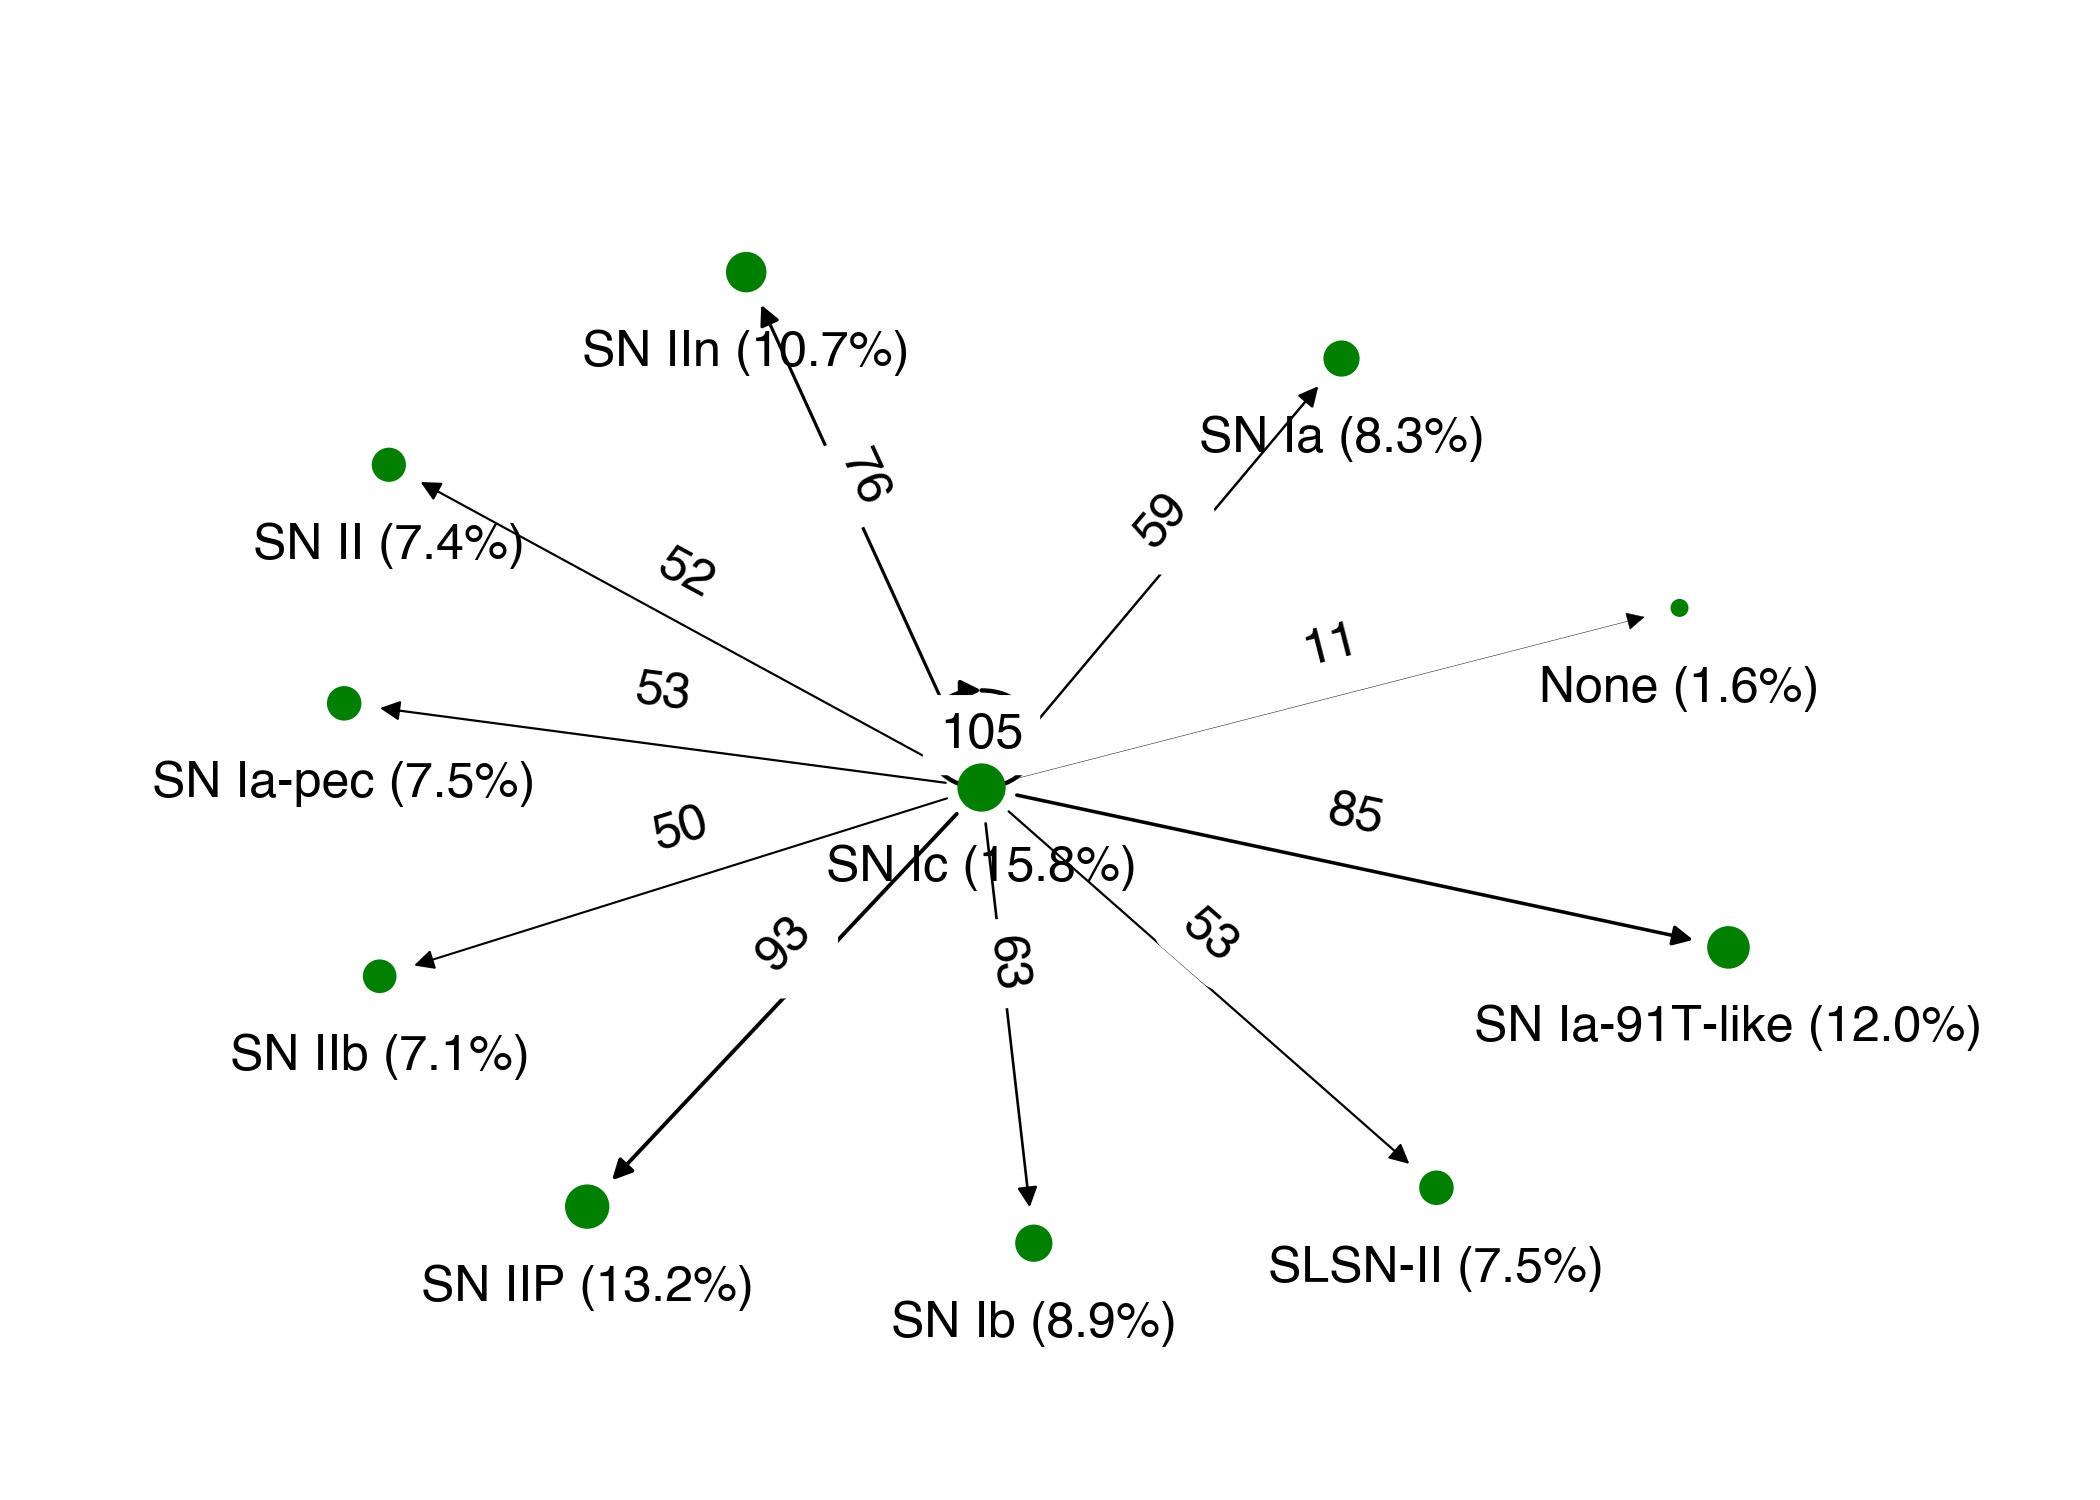 SN IIn (10.7%)
SN Ia (8.3%)
76
59
SN II (7.4%)
52
11
None (1.6%)
53
105
SN Ia-pec (7.5%)
50
85
SN Ic (15.8%)
93
63
53
SN Ia-91T-like (12.0%)
SN IIb (7.1%)
SN IIP (13.2%)
SLSN-II (7.5%)
SN Ib (8.9%)